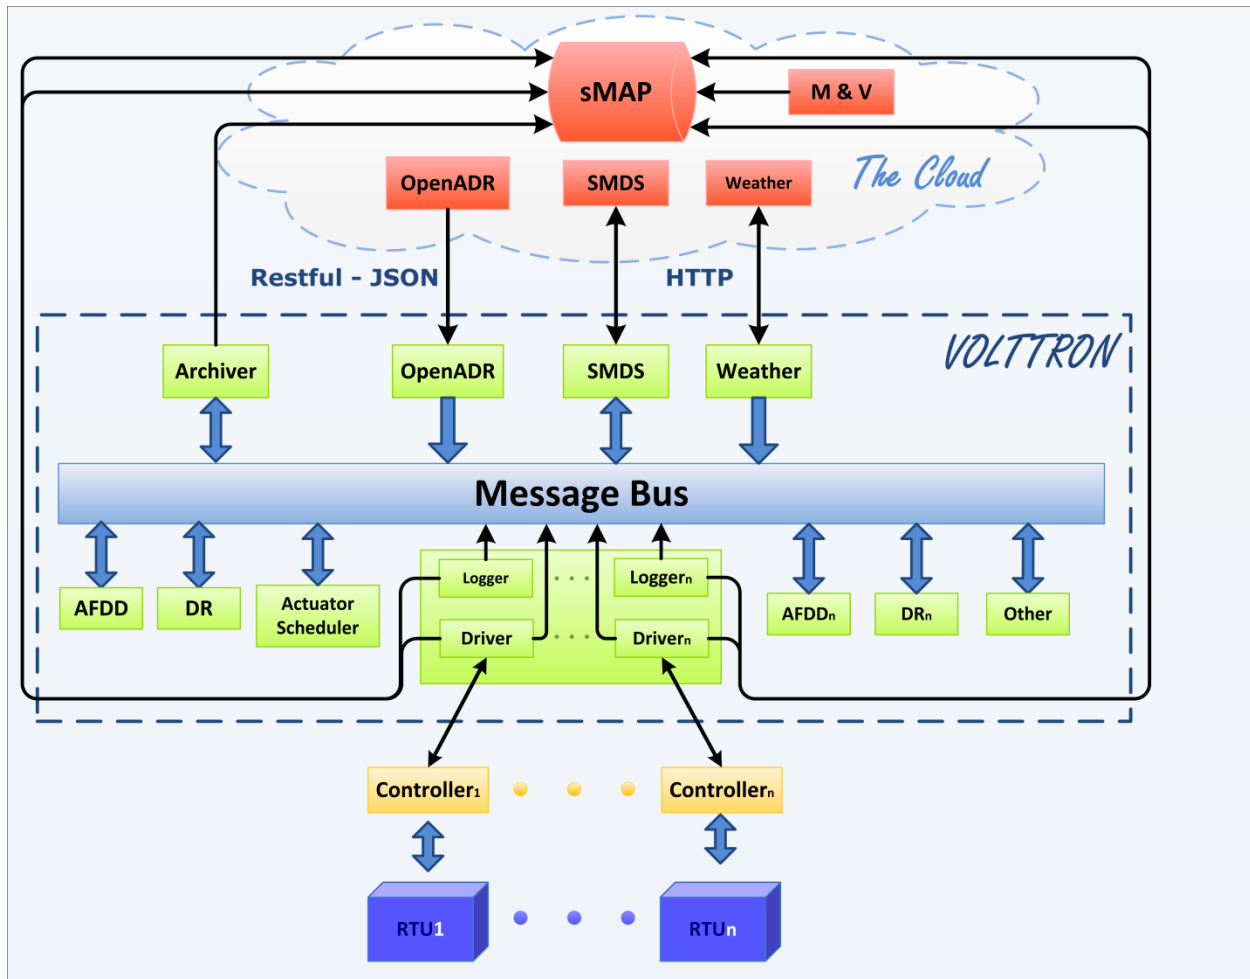 sMAP
M & V
The Cloud
OpenADR
SMDS
Weather
Restful - JSON
HTTP
VOLTTRON
Archiver
OpenADR
SMDS
Weather
Message Bus
Logger
Loggerₙ
AFDD
DR
Actuator
Scheduler
AFDDₙ
DRₙ
Other
Driver
Driverₙ
Controller₁
Controllerₙ
RTU1
RTUn